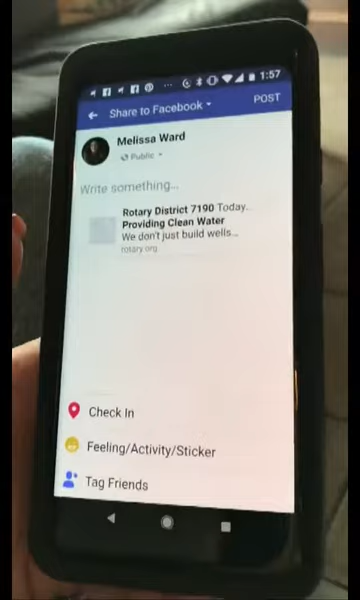 1:57
Share to Facebook
POST
Melissa Ward
Public
Write something...
Rotary District 7190 Today.
Providing Clean Water
We don't just build wells...
rotary.org
Check In
Feeling/Activity/Sticker
Tag Friends